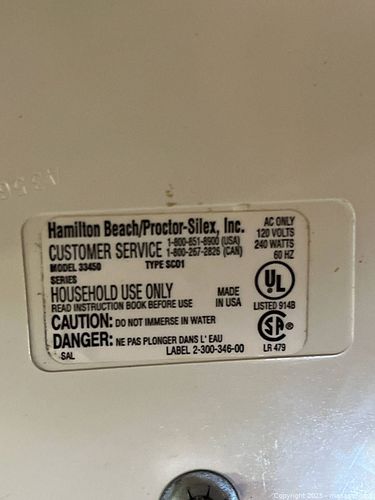 A356
Hamilton Beach/Proctor-Silex, Inc.
CUSTOMER SERVICE 1-800-851-8900 (USA)
1-800-267-2826 (CAN)
MODEL 33450 TYPE SC01
SERIES
HOUSEHOLD USE ONLY
READ INSTRUCTION BOOK BEFORE USE
MADE
IN USA
CAUTION: DO NOT IMMERSE IN WATER
DANGER: NE PAS PLONGER DANS L' EAU
SAL LABEL 2-300-346-00
AC ONLY
120 VOLTS
240 WATTS
60 HZ
UL
LISTED 914B
SA®
LR 479
Copyright 2025 -